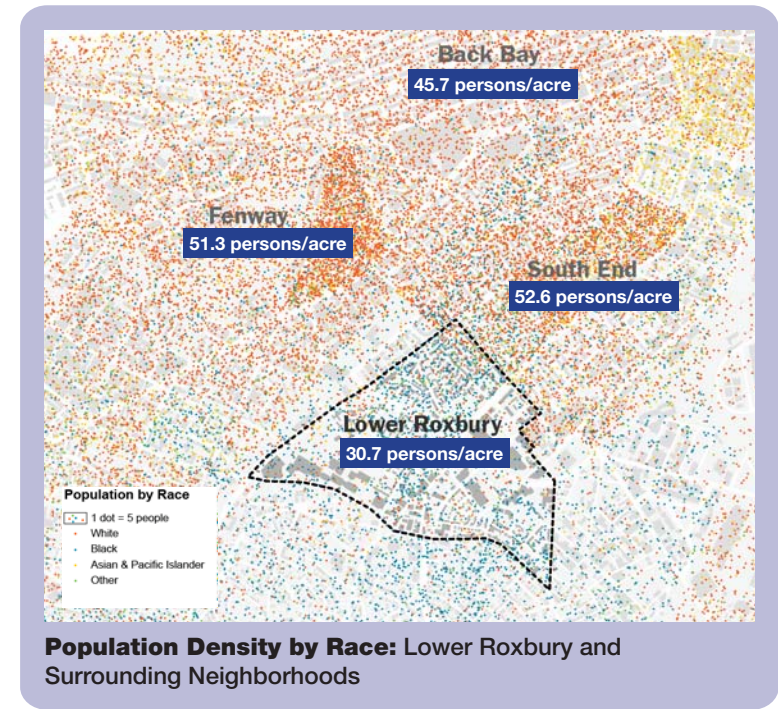 Back Bay
45.7 persons/acre
Fenway
51.3 persons/acre
South End
52.6 persons/acre
Lower Roxbury
30.7 persons/acre
Population by Race
1 dot = 5 people
White
Black
Asian & Pacific Islander
Other
Population Density by Race: Lower Roxbury and
Surrounding Neighborhoods